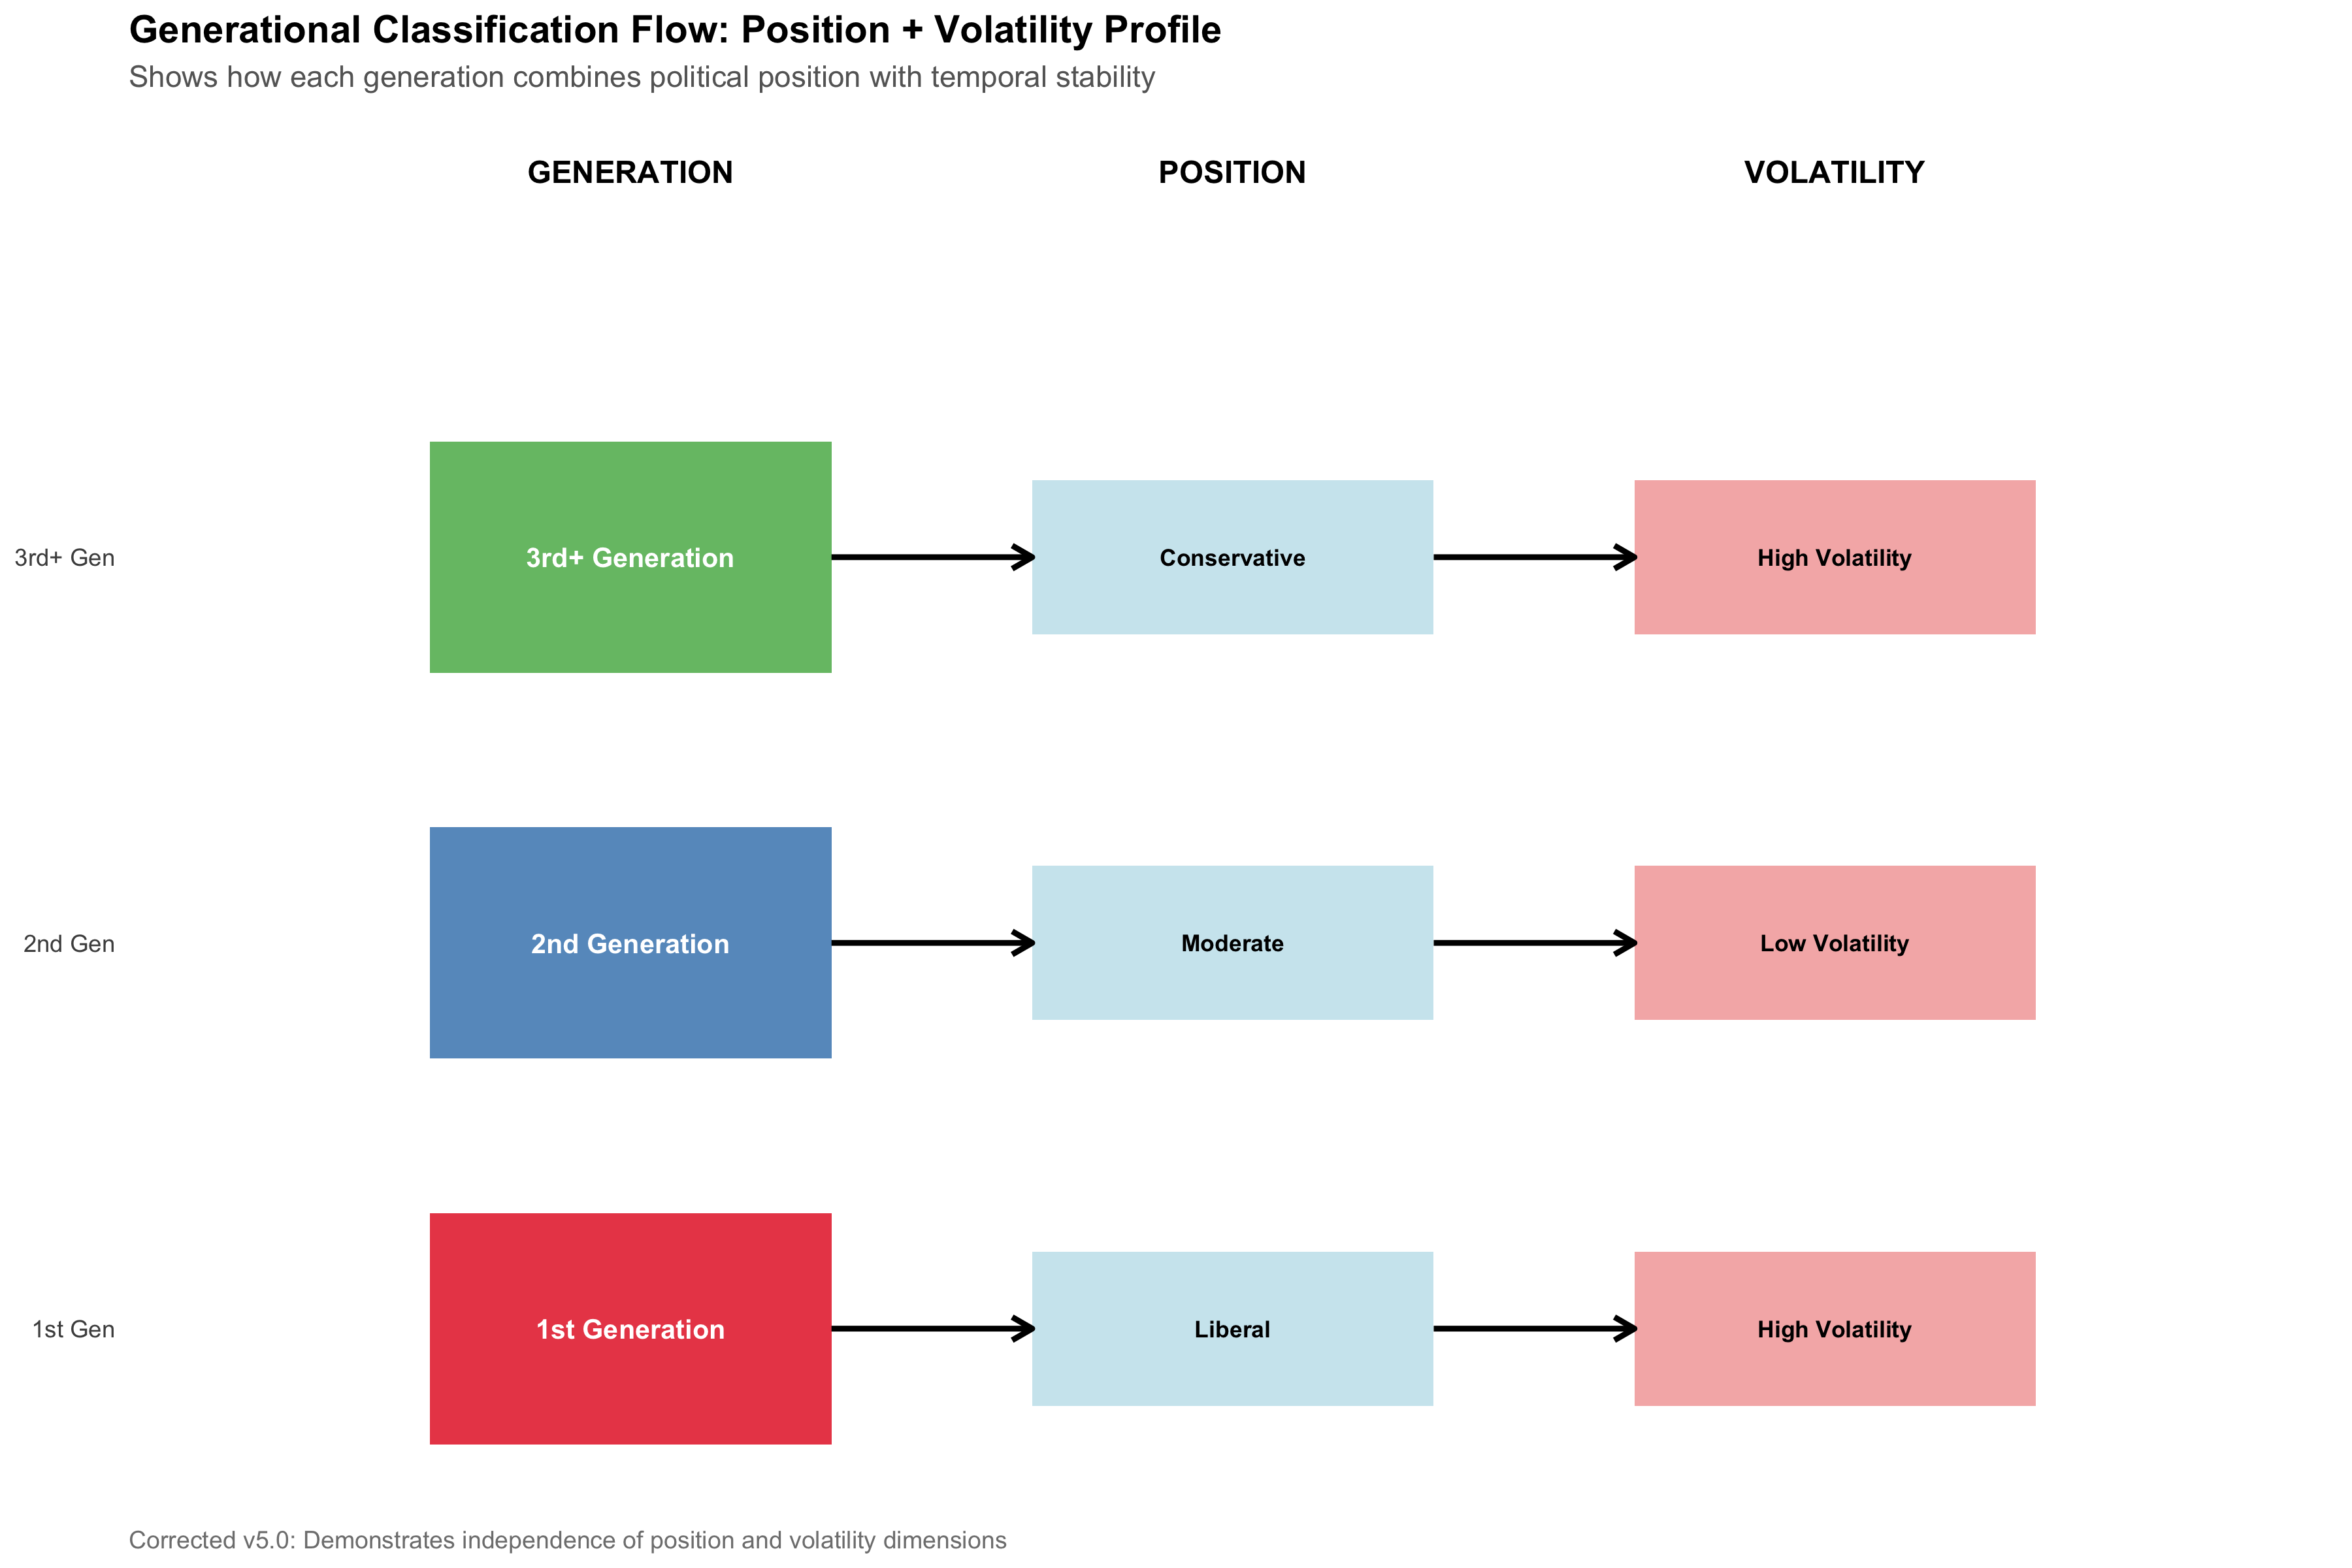 Generational Classification Flow: Position + Volatility Profile
Shows how each generation combines political position with temporal stability
GENERATION
POSITION
VOLATILITY
3rd+ Gen
3rd+ Generation
Conservative
High Volatility
2nd Gen
2nd Generation
Moderate
Low Volatility
1st Gen
1st Generation
Liberal
High Volatility
Corrected v5.0: Demonstrates independence of position and volatility dimensions